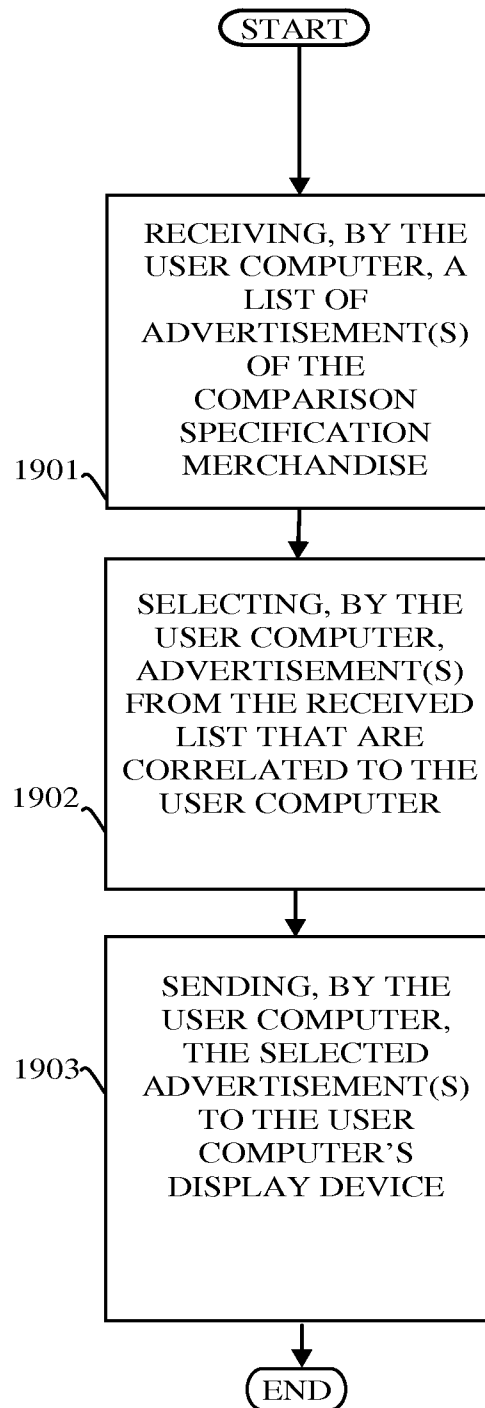 START
RECEIVING, BY THE
USER COMPUTER, A
LIST OF
ADVERTISEMENT(S)
OF THE
COMPARISON
SPECIFICATION
MERCHANDISE
1901
SELECTING, BY THE
USER COMPUTER,
ADVERTISEMENT(S)
FROM THE RECEIVED
LIST THAT ARE
CORRELATED TO THE
USER COMPUTER
1902
SENDING, BY THE
USER COMPUTER,
THE SELECTED
ADVERTISEMENT(S)
TO THE USER
COMPUTER'S
DISPLAY DEVICE
1903
END